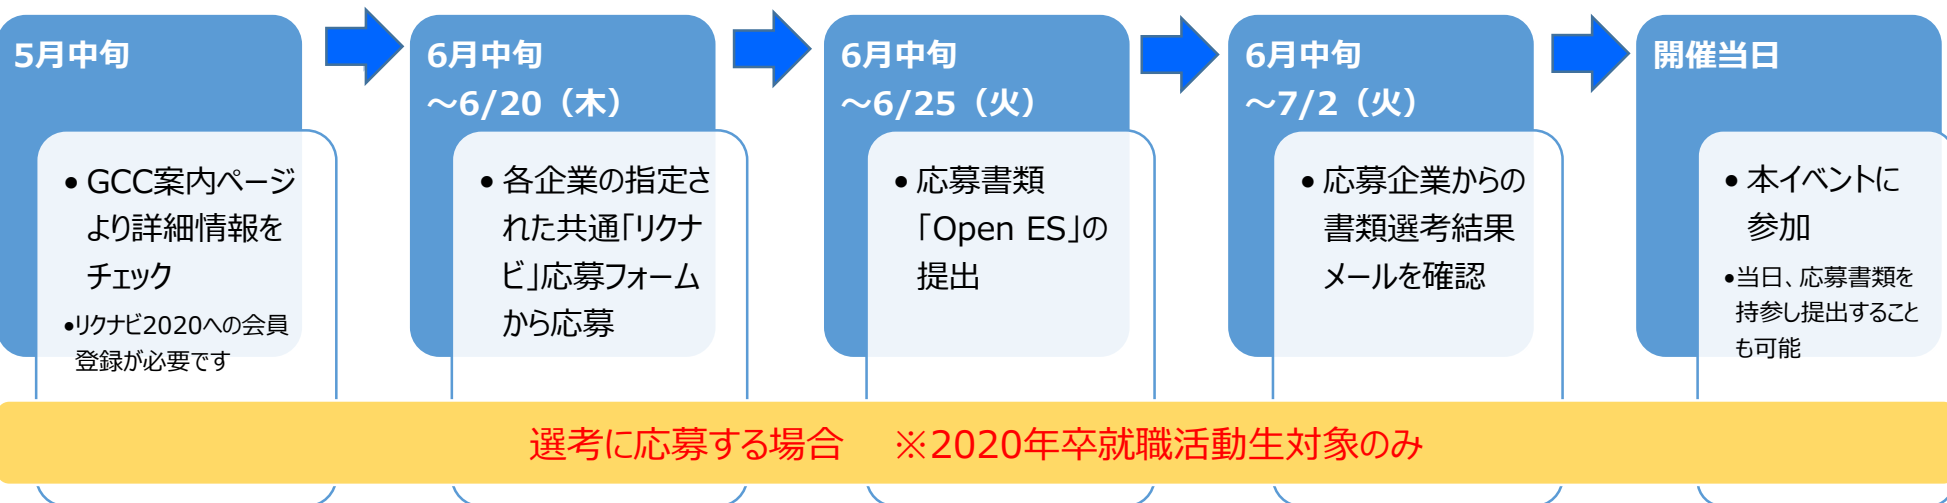 5月中旬
•GCC案内ページ
より詳細情報を
チェック
•リクナビ2020への会員
登録が必要です
6月中旬
～6/20（木）
•各企業の指定さ
れた共通「リクナ
ビ」応募フォーム
から応募
6月中旬
～6/25（火）
•応募書類
「Open ES」の
提出
6月中旬
～7/2（火）
•応募企業からの
書類選考結果
メールを確認
開催当日
•本イベントに
参加
•当日、応募書類を
持参し提出すること
も可能
選考に応募する場合　※2020年卒就職活動生対象のみ